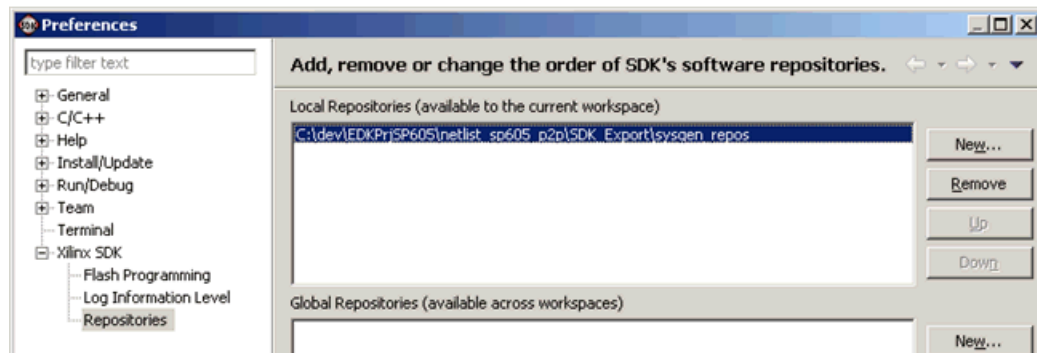 SDK Preferences
type filter text
Add, remove or change the order of SDK's software repositories.
General
C/C++
Help
Install/Update
Run/Debug
Team
Terminal
Xilinx SDK
Flash Programming
Log Information Level
Repositories
Local Repositories (available to the current workspace)
C:\dev\EDKPrjSP605\netlist_sp605_p2p\SDK_Export\sysgen_repos
New...
Remove
Up
Down
Global Repositories (available across workspaces)
New...